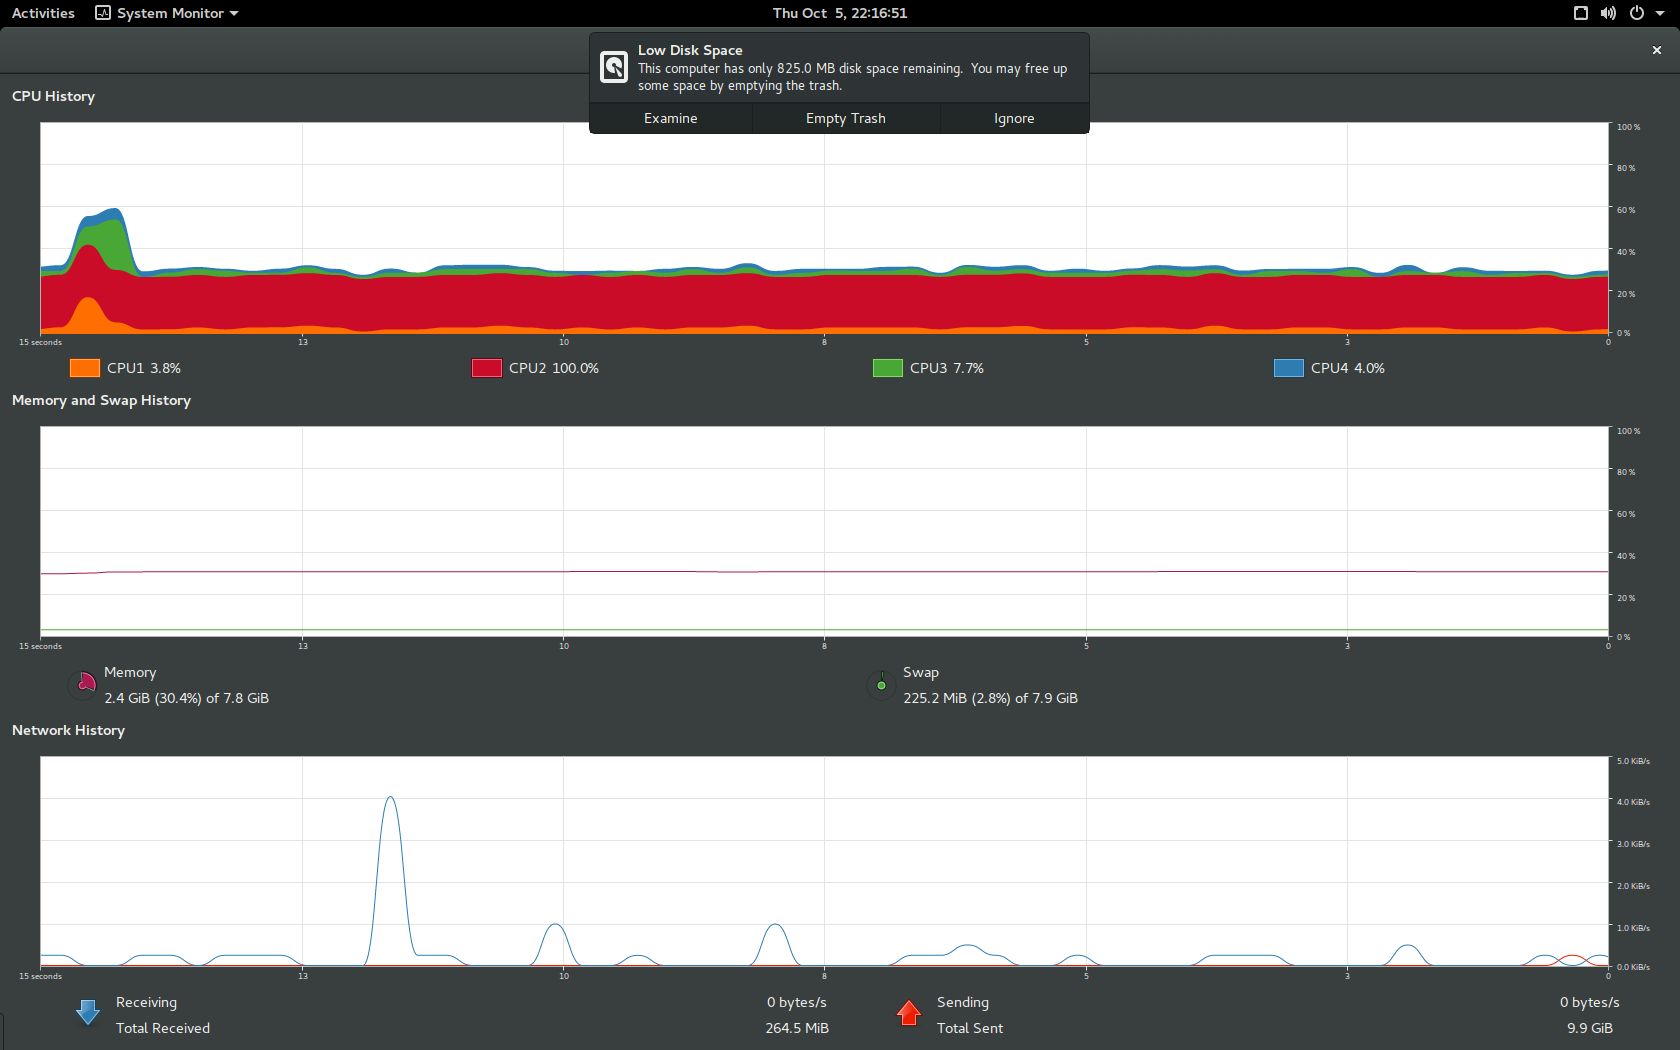 Activities
System Monitor
Thu Oct  5, 22:16:51
Low Disk Space
This computer has only 825.0 MB disk space remaining.  You may free up
some space by emptying the trash.
Examine
Empty Trash
Ignore
CPU History
100 %
80 %
60 %
40 %
20 %
0 %
15 seconds
13
10
8
5
3
0
CPU1 3.8%
CPU2 100.0%
CPU3 7.7%
CPU4 4.0%
Memory and Swap History
100 %
80 %
60 %
40 %
20 %
0 %
15 seconds
13
10
8
5
3
0
Memory
2.4 GiB (30.4%) of 7.8 GiB
Swap
225.2 MiB (2.8%) of 7.9 GiB
Network History
5.0 KiB/s
4.0 KiB/s
3.0 KiB/s
2.0 KiB/s
1.0 KiB/s
0.0 KiB/s
15 seconds
13
10
8
5
3
0
Receiving
0 bytes/s
Total Received
264.5 MiB
Sending
0 bytes/s
Total Sent
9.9 GiB